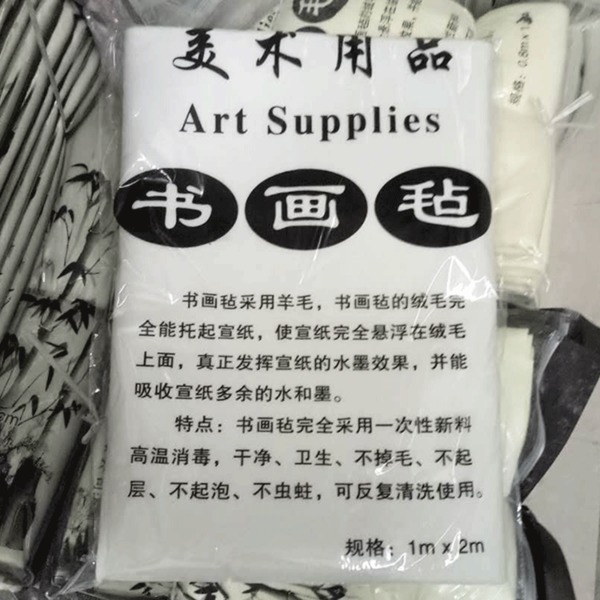 美术用品
Art Supplies
书画毡
书画毡采用羊毛，书画毡的绒毛完
全能托起宣纸，使宣纸完全悬浮在绒毛
上面，真正发挥宣纸的水墨效果，并能
吸收宣纸多余的水和墨。
特点：书画毡完全采用一次性新料
高温消毒，干净、卫生、不掉毛、不起
层、不起泡、不虫蛀，可反复清洗使用。
规格：1m x 2m
规格：0.8m x 1